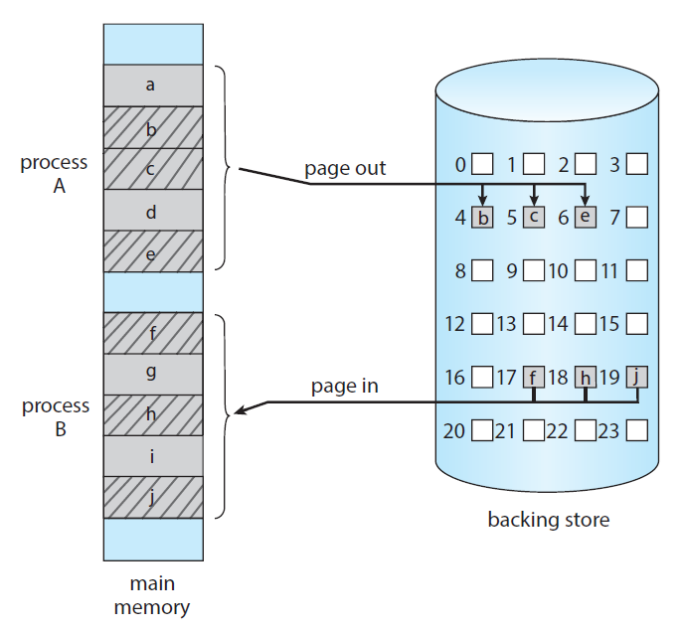 a
b
process
A
c
d
e
page out
0 1 2 3
4 b 5 c 6 e 7
8 9 10 11
12 13 14 15
16 17 f 18 h 19 j
20 21 22 23
backing store
f
g
page in
process
B
h
i
j
main
memory